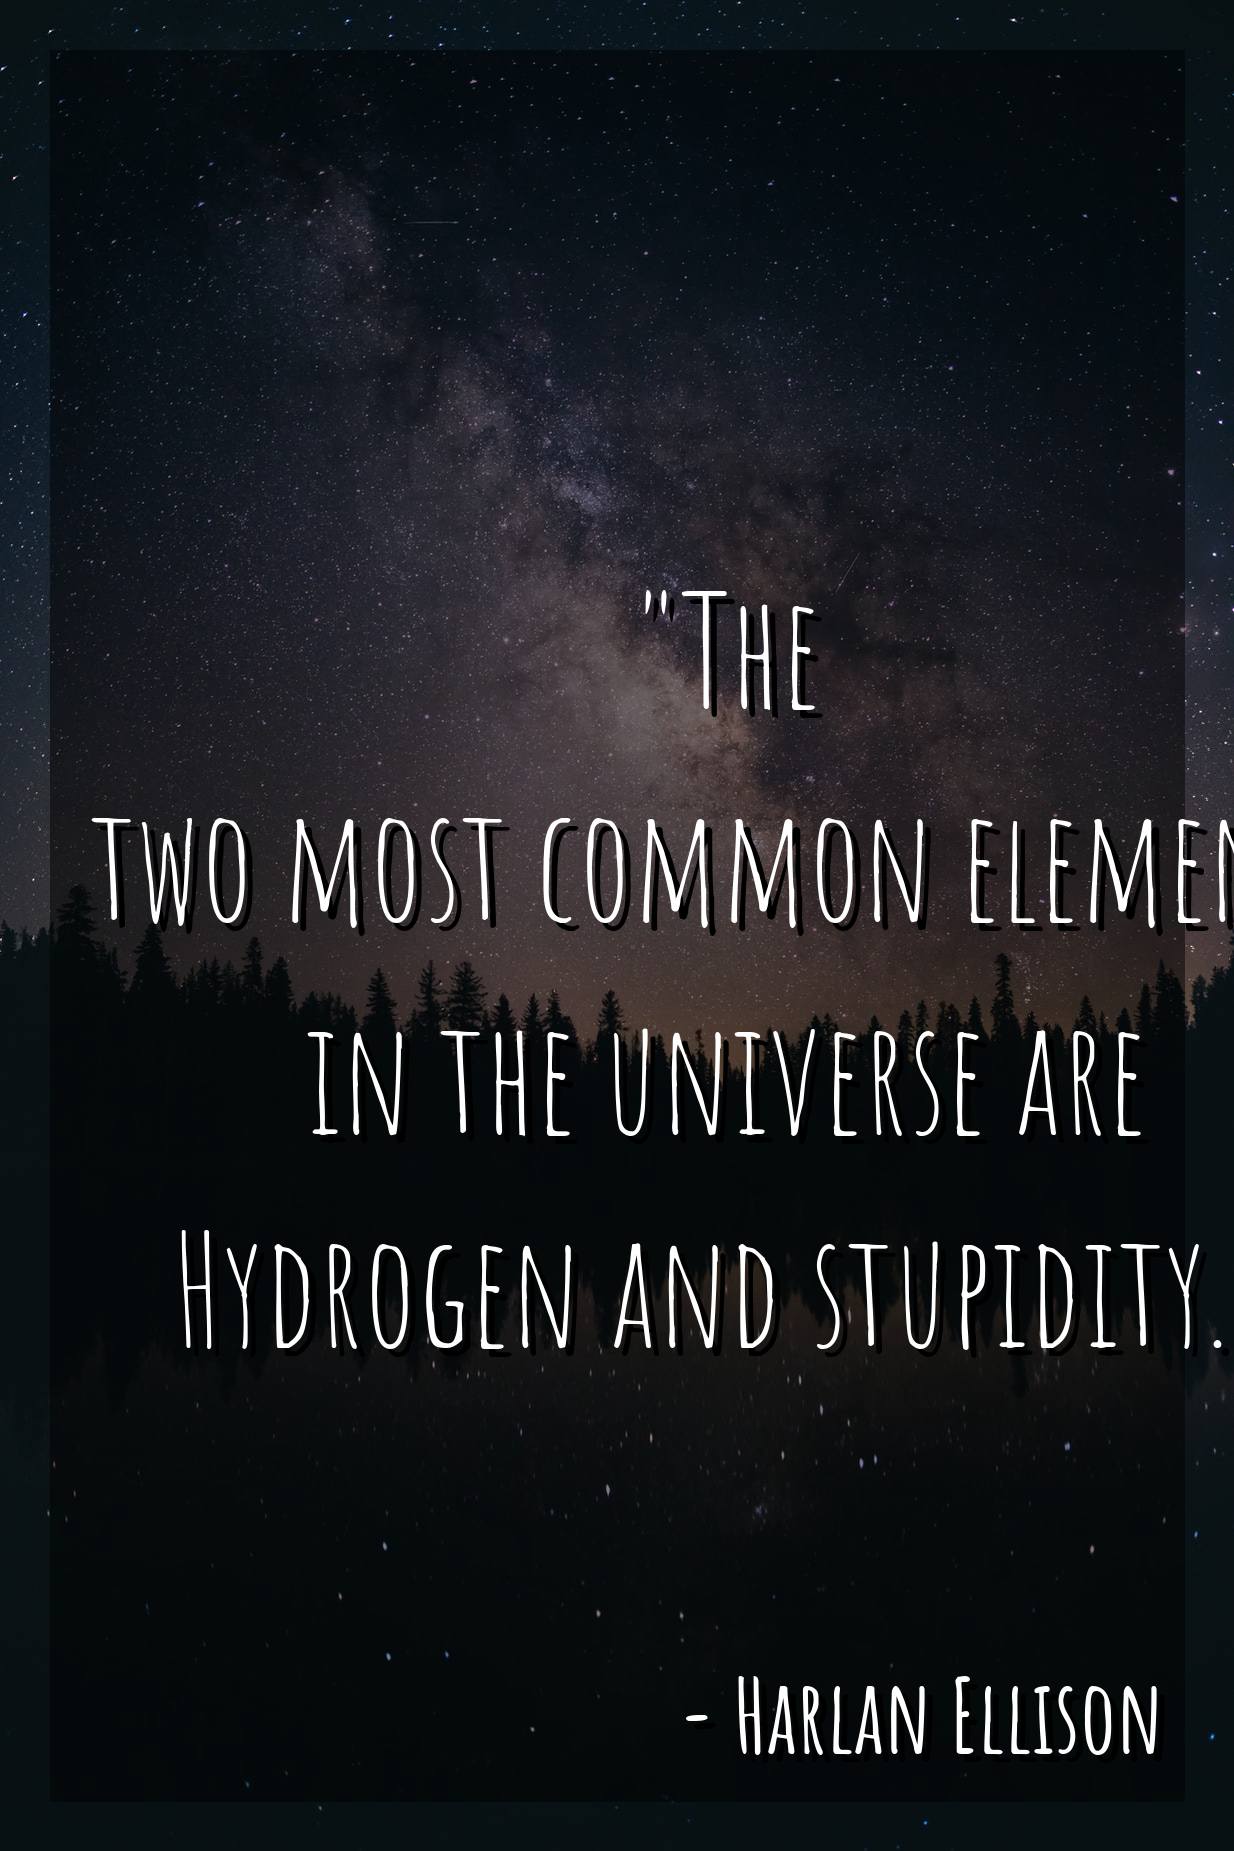 "The
two most common elemen
in the universe are
Hydrogen and stupidity.
- Harlan Ellison